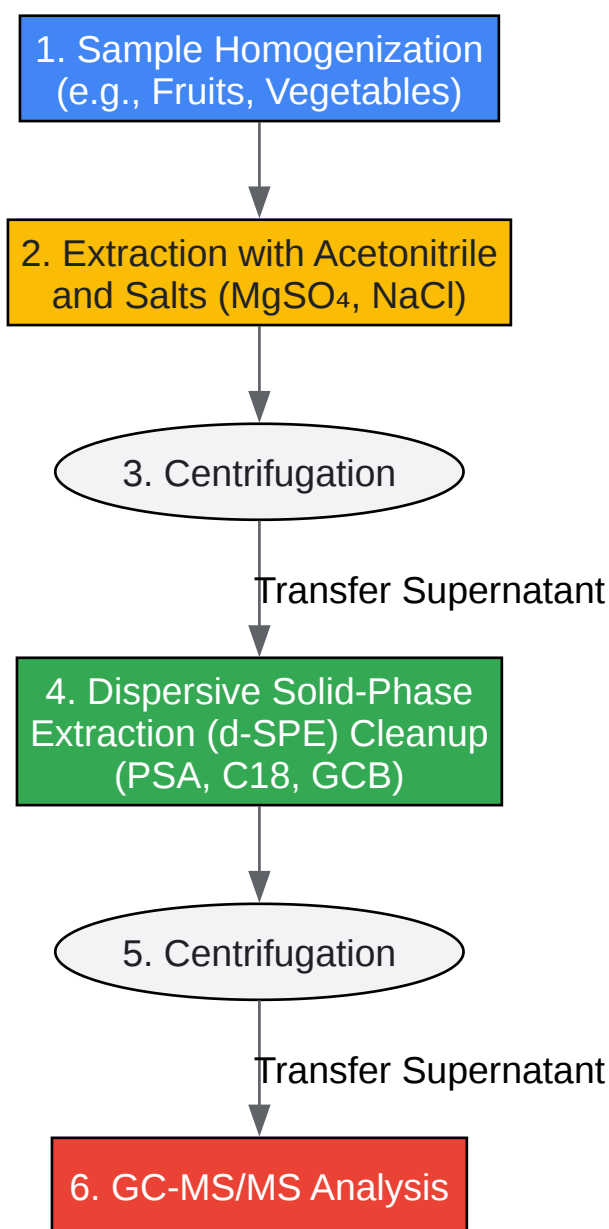 1. Sample Homogenization
(e.g., Fruits, Vegetables)
2. Extraction with Acetonitrile
and Salts (MgSO₄, NaCl)
3. Centrifugation
Transfer Supernatant
4. Dispersive Solid-Phase
Extraction (d-SPE) Cleanup
(PSA, C18, GCB)
5. Centrifugation
Transfer Supernatant
6. GC-MS/MS Analysis